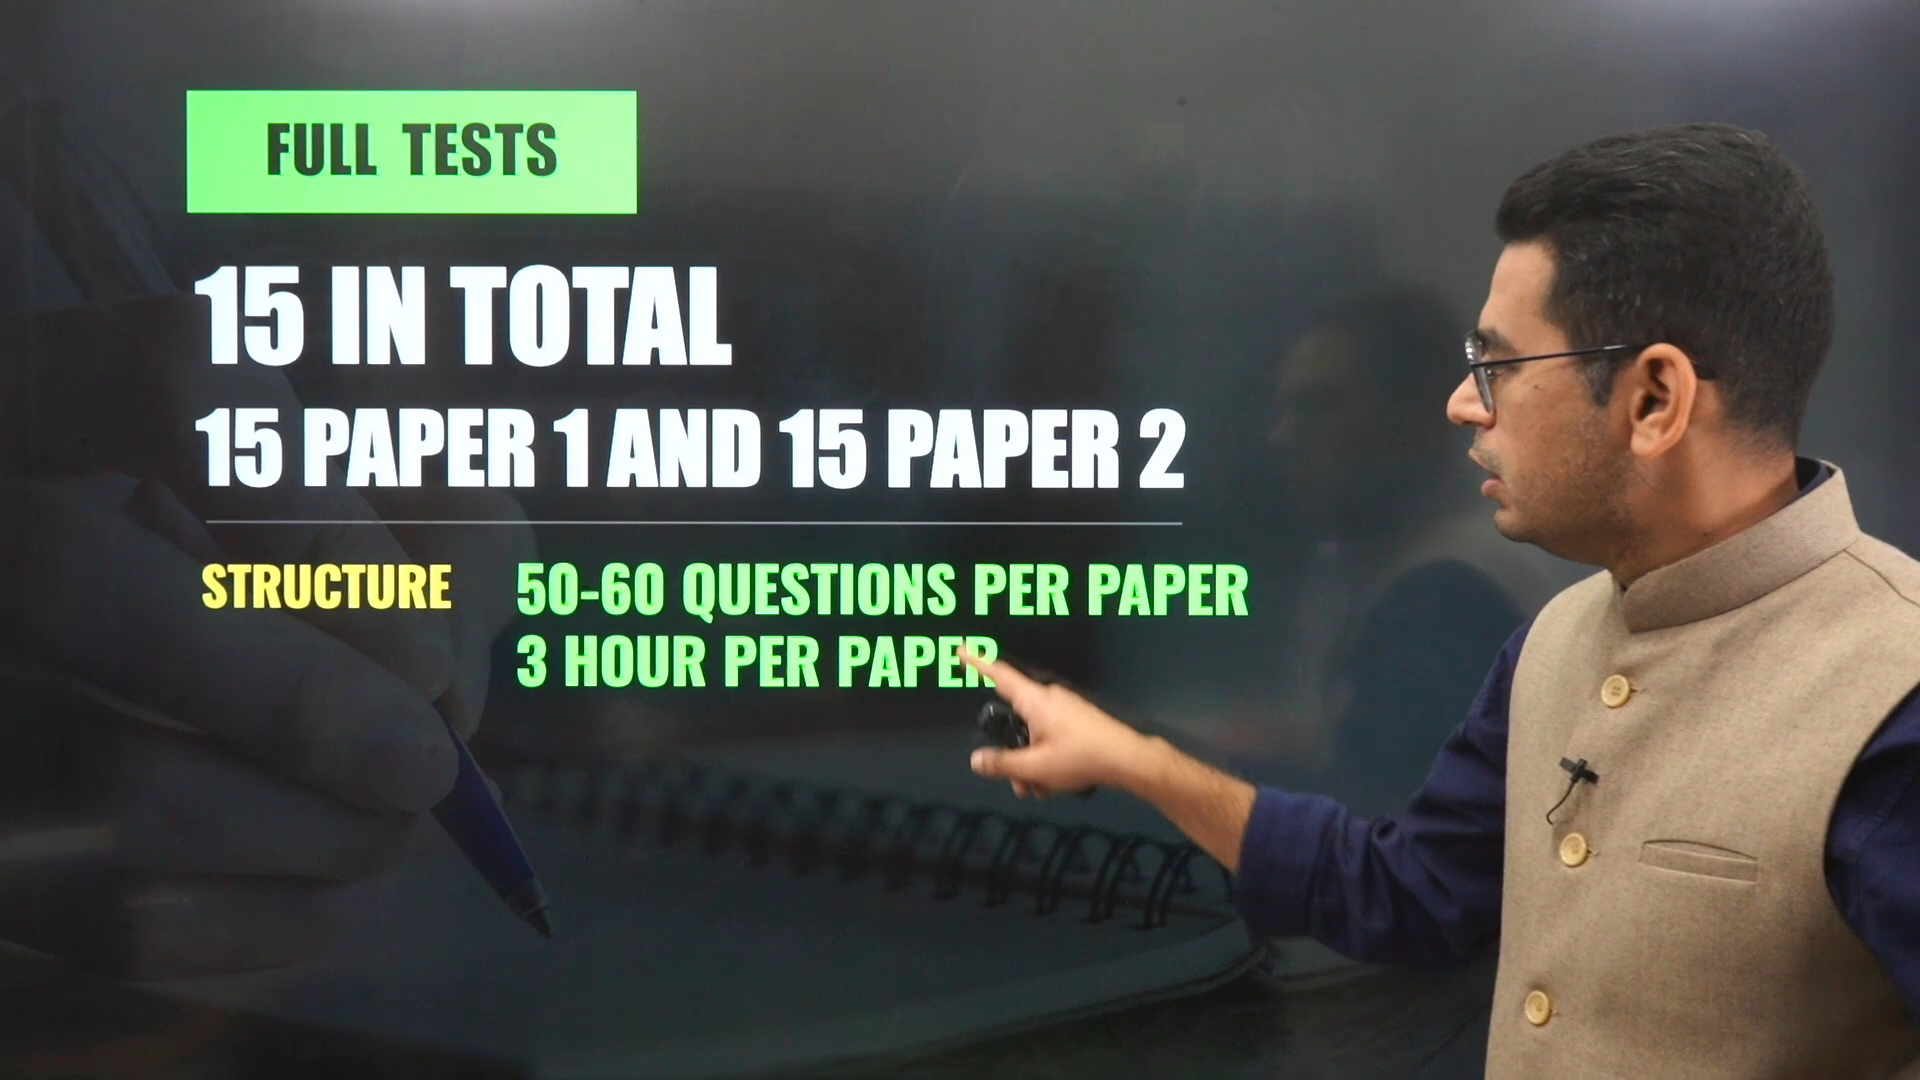 FULL TESTS
15 IN TOTAL
15 PAPER 1 AND 15 PAPER 2
STRUCTURE 50-60 QUESTIONS PER PAPER
3 HOUR PER PAPER